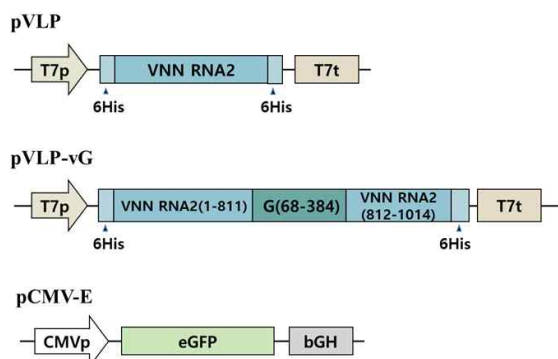 pVLP
T7p VNN RNA2 T7t
6His 6His
pVLP-vG
T7p VNN RNA2(1-811) G(68-384) VNN RNA2 (812-1014) T7t
6His 6His
pCMV-E
CMVp eGFP bGH